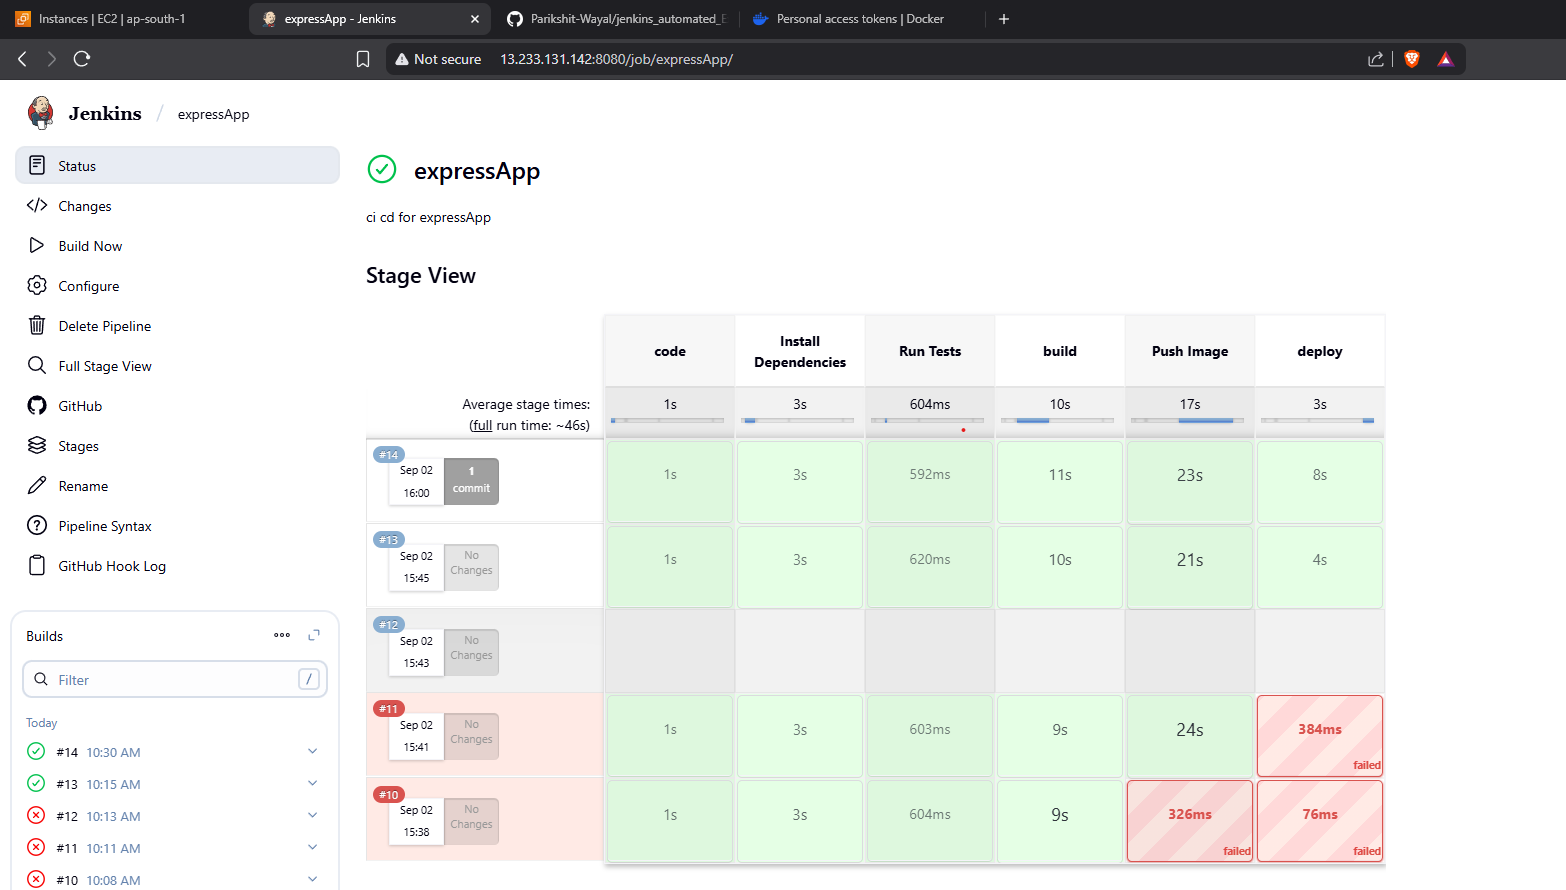 Instances | EC2 | ap-south-1
expressApp - Jenkins
Parikshit-Wayal/jenkins_automated_E
Personal access tokens | Docker
Not secure 13.233.131.142:8080/job/expressApp/
Jenkins / expressApp
Status
Changes
Build Now
Configure
Delete Pipeline
Full Stage View
GitHub
Stages
Rename
Pipeline Syntax
GitHub Hook Log
Builds
Filter /
Today
#14 10:30 AM
#13 10:15 AM
#12 10:13 AM
#11 10:11 AM
#10 10:08 AM
expressApp
ci cd for expressApp
Stage View
code
Install
Dependencies
Run Tests
build
Push Image
deploy
Average stage times:
(full run time: ~46s)
1s 3s 604ms 10s 17s 3s
#14
Sep 02
16:00
1
commit
1s 3s 592ms 11s 23s 8s
#13
Sep 02
15:45
No
Changes
1s 3s 620ms 10s 21s 4s
#12
Sep 02
15:43
No
Changes
#11
Sep 02
15:41
No
Changes
1s 3s 603ms 9s 24s 384ms
failed
#10
Sep 02
15:38
No
Changes
1s 3s 604ms 9s 326ms 76ms
failed failed